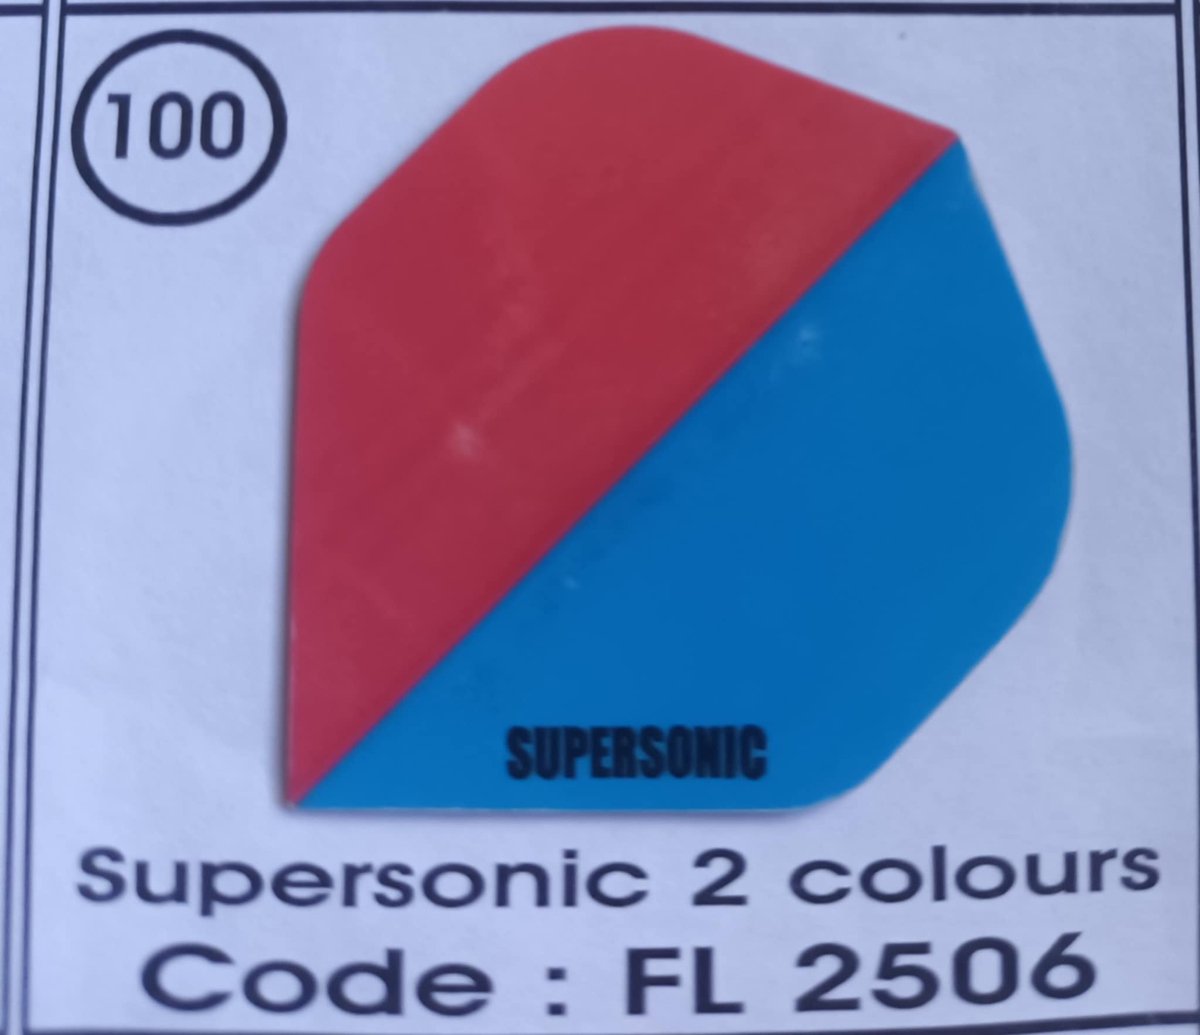 100
SUPERSONIC
Supersonic 2 colours
Code : FL 2506